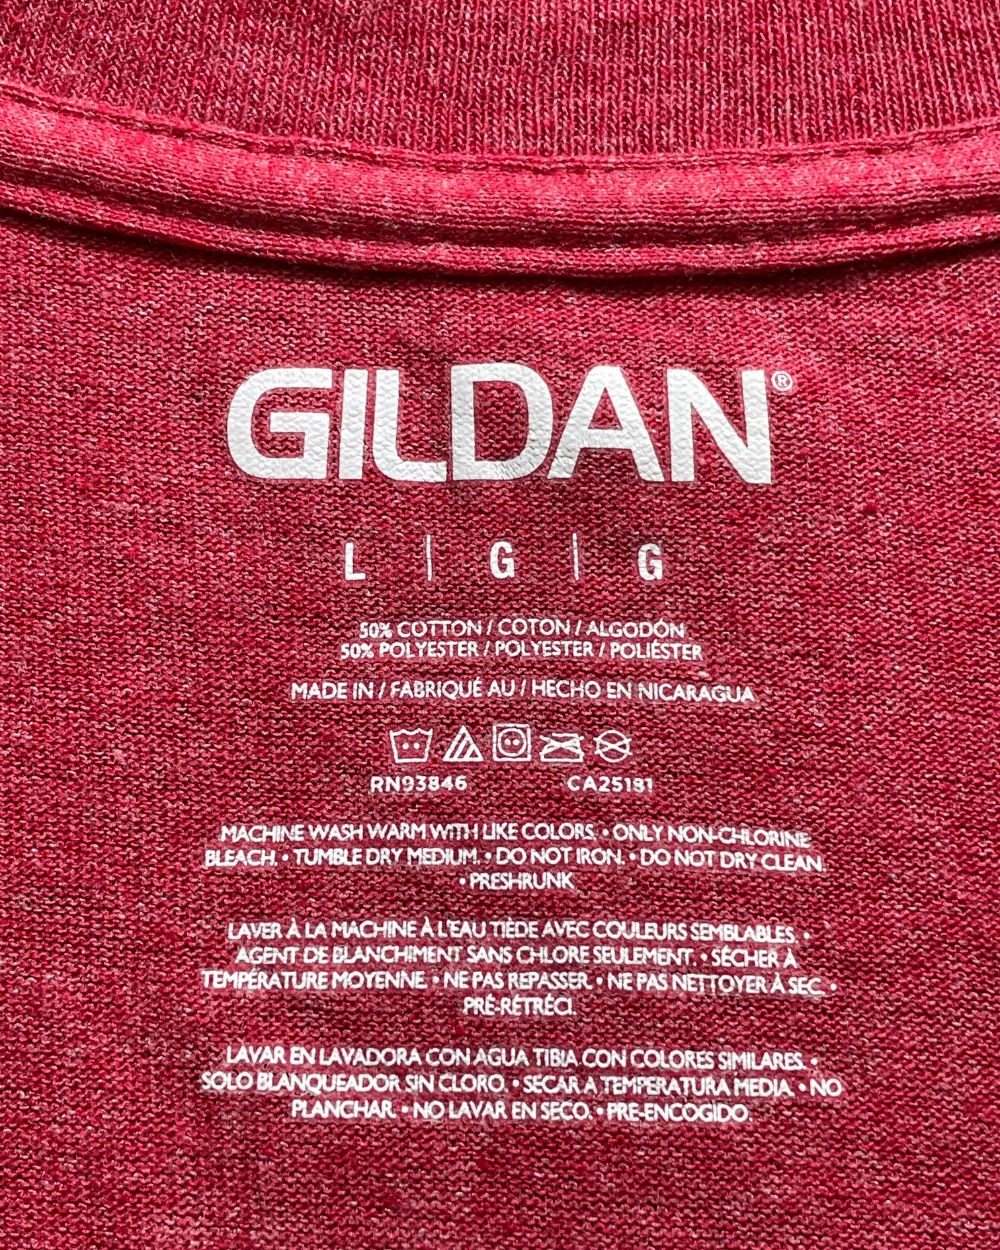 GILDAN®
L | G | G
50% COTTON / COTON / ALGODÓN
50% POLYESTER / POLYESTER / POLIÉSTER
MADE IN / FABRIQUÉ AU / HECHO EN NICARAGUA
RN93846 CA25181
MACHINE WASH WARM WITH LIKE COLORS. • ONLY NON-CHLORINE
BLEACH. • TUMBLE DRY MEDIUM. • DO NOT IRON. • DO NOT DRY CLEAN.
• PRESHRUNK
LAVER À LA MACHINE À L'EAU TIÈDE AVEC COULEURS SEMBLABLES. •
AGENT DE BLANCHIMENT SANS CHLORE SEULEMENT. • SÉCHER À
TEMPÉRATURE MOYENNE. • NE PAS REPASSER. • NE PAS NETTOYER À SEC. •
PRÉ-RÉTRÉCI.
LAVAR EN LAVADORA CON AGUA TIBIA CON COLORES SIMILARES. •
SOLO BLANQUEADOR SIN CLORO. • SECAR A TEMPERATURA MEDIA. • NO
PLANCHAR. • NO LAVAR EN SECO. • PRE-ENCOGIDO.